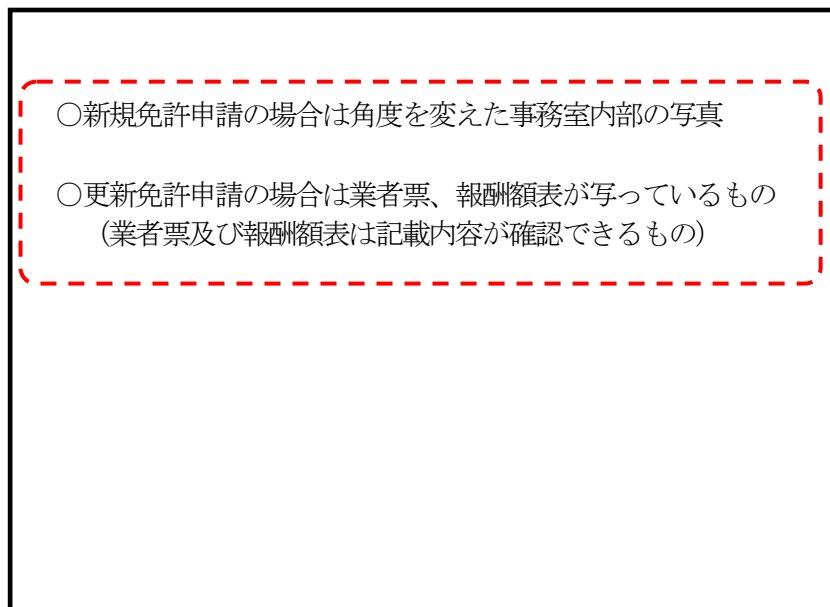 ○新規免許申請の場合は角度を変えた事務室内部の写真
○更新免許申請の場合は業者票、報酬額表が写っているもの
（業者票及び報酬額表は記載内容が確認できるもの）